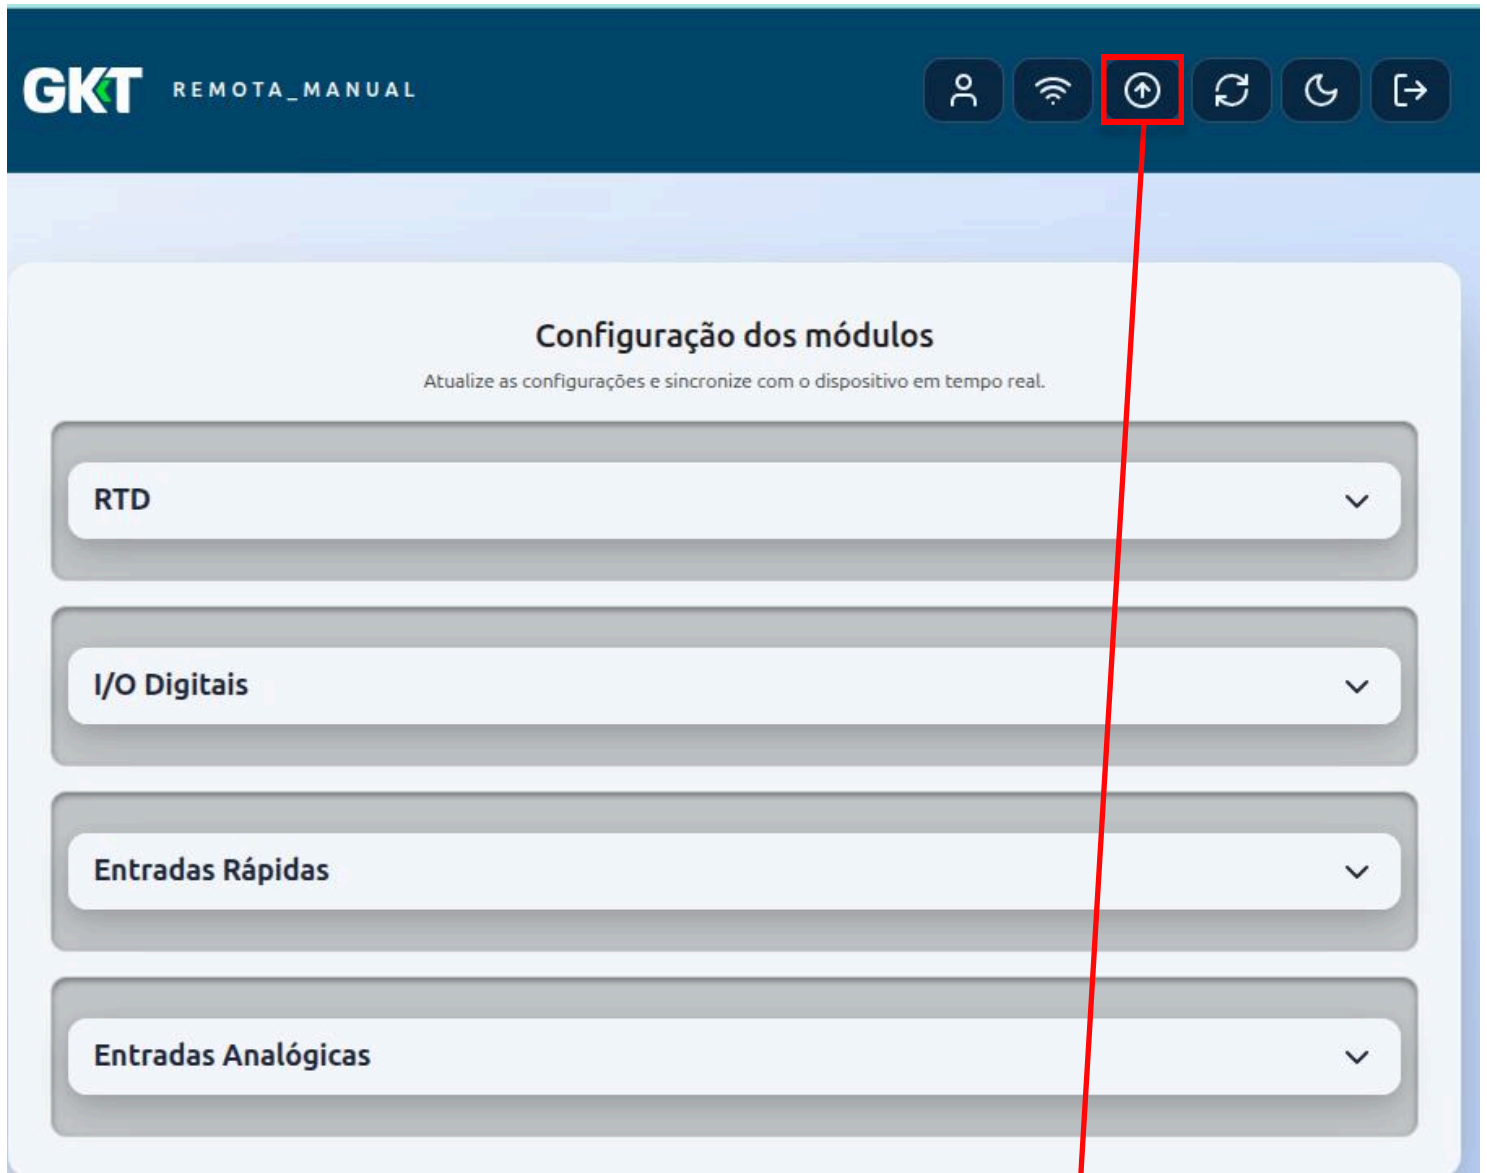 GKT REMOTA_MANUAL
Configuração dos módulos
Atualize as configurações e sincronize com o dispositivo em tempo real.
RTD
I/O Digitais
Entradas Rápidas
Entradas Analógicas